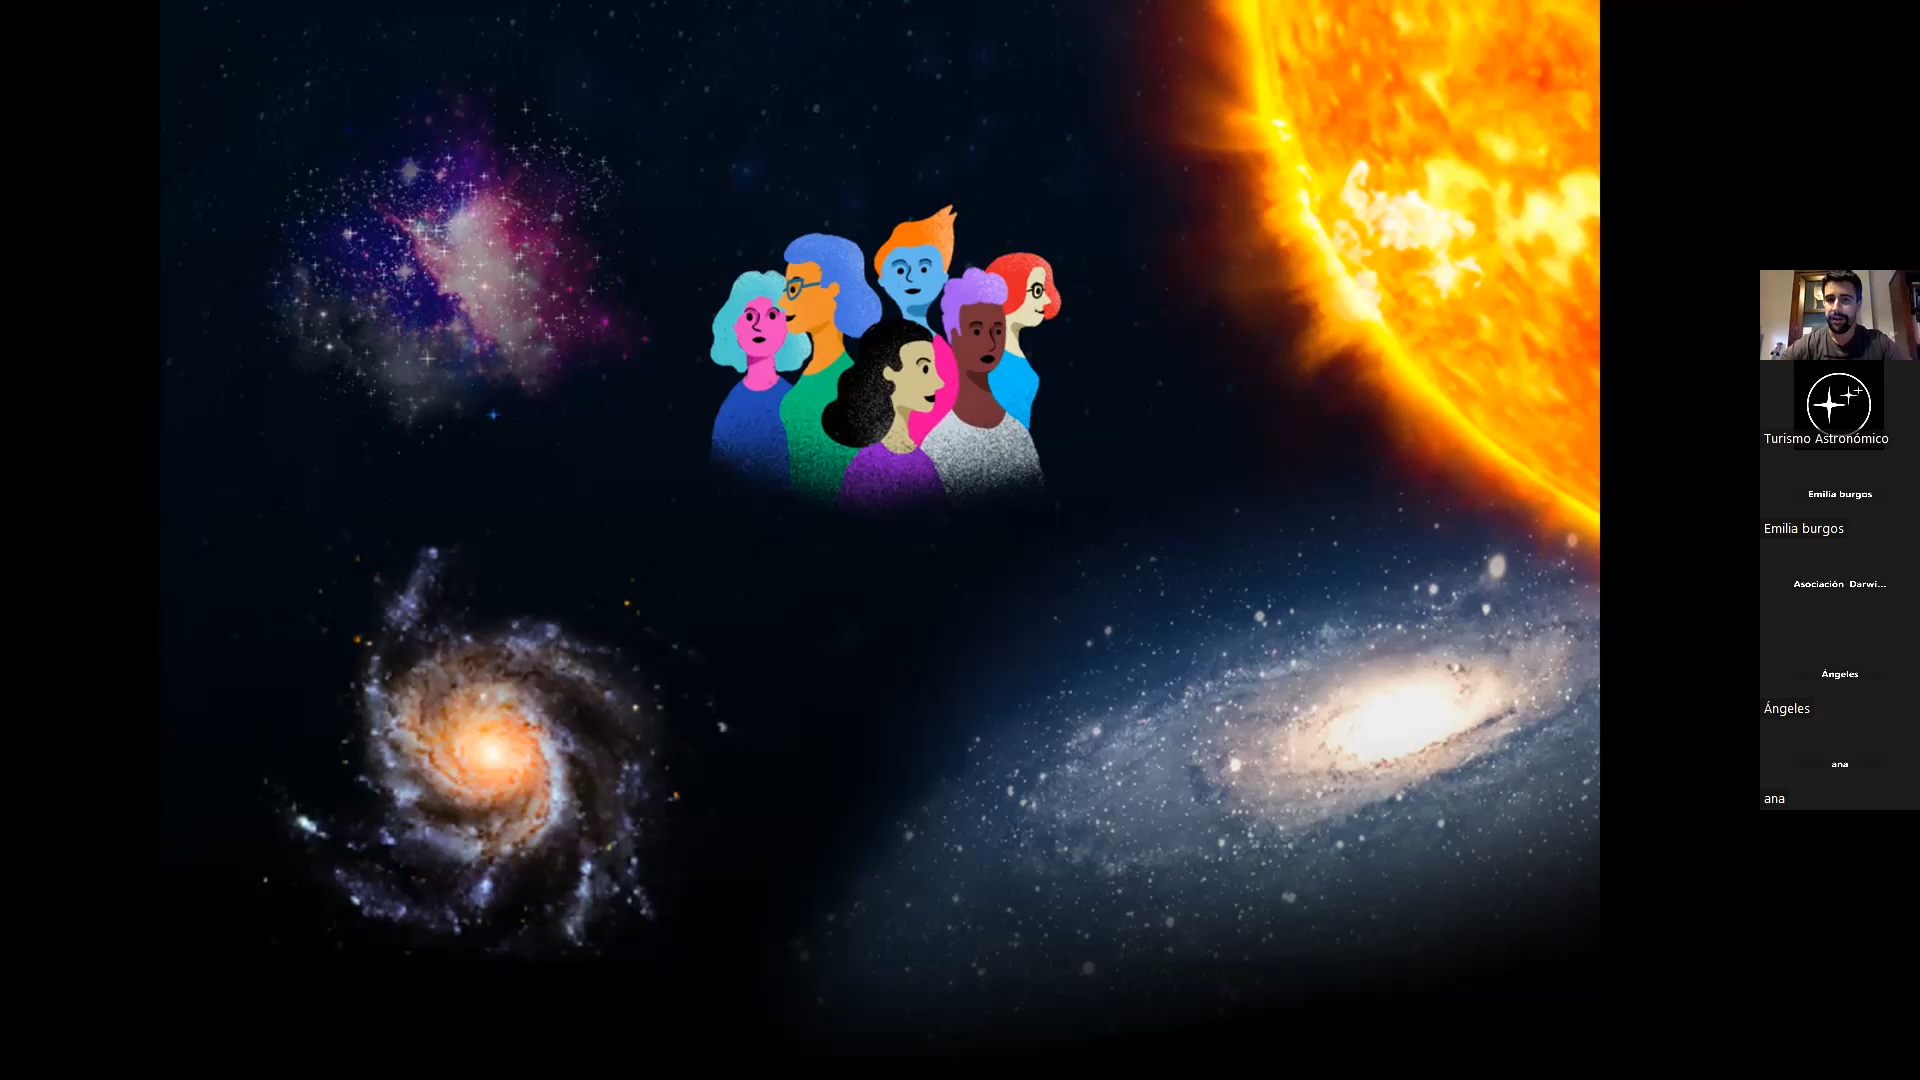 Turismo Astronómico
Emilia burgos
Emilia burgos
Asociación Darwi...
Ángeles
Ángeles
ana
ana